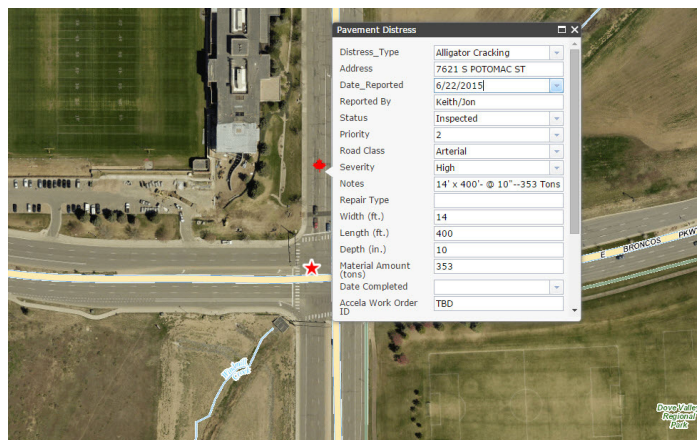 Pavement Distress
Distress_Type Alligator Cracking
Address 7621 S POTOMAC ST
Date_Reported 6/22/2015
Reported By Keith/Jon
Status Inspected
Priority 2
Road Class Arterial
Severity High
Notes 14' x 400'- @ 10"--353 Tons
Repair Type
Width (ft.) 14
Length (ft.) 400
Depth (in.) 10
Material Amount (tons) 353
Date Completed
Accela Work Order ID TBD
E BRONCOS PKWY
Dove Valley
Regional
Park